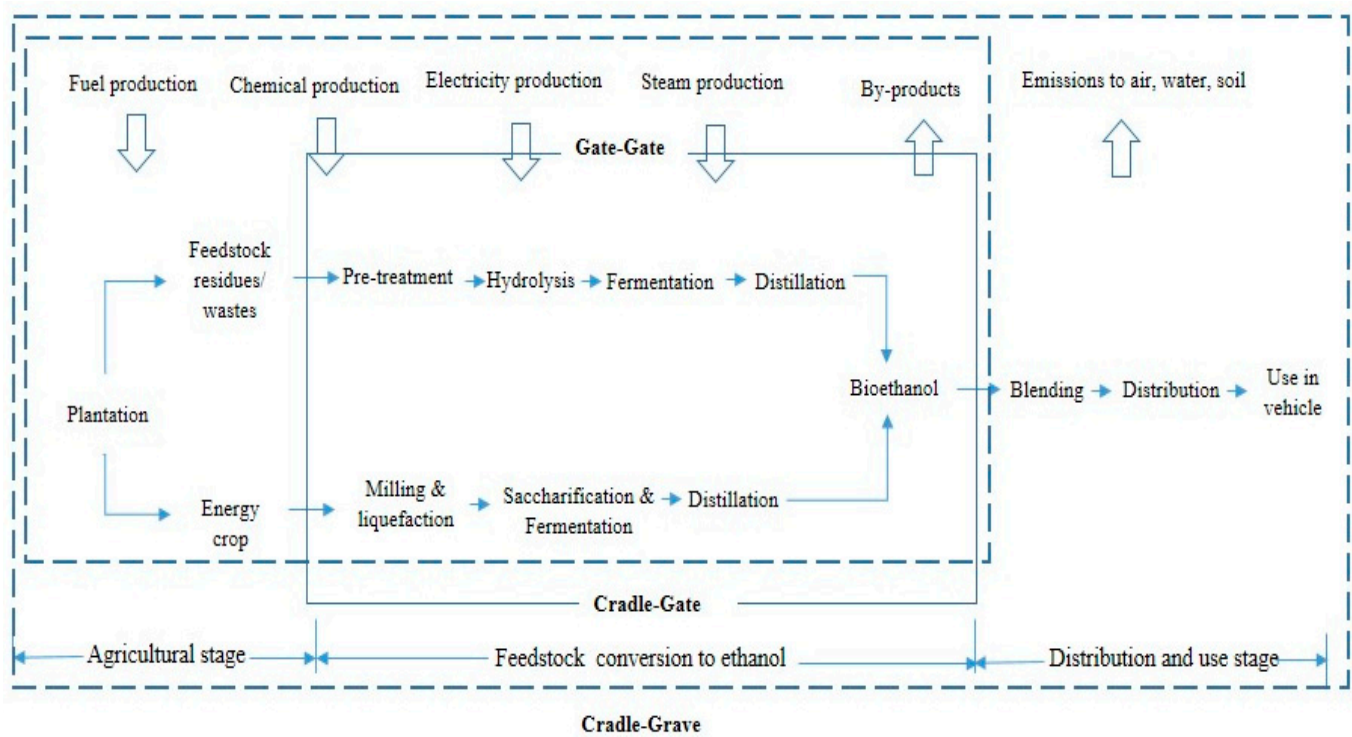 Fuel production
Chemical production
Electricity production
Steam production
By-products
Emissions to air, water, soil
Gate-Gate
Feedstock
residues/
wastes
Pre-treatment
Hydrolysis
Fermentation
Distillation
Plantation
Bioethanol
Blending
Distribution
Use in
vehicle
Energy
crop
Milling &
liquefaction
Saccharification &
Fermentation
Distillation
Cradle-Gate
Agricultural stage
Feedstock conversion to ethanol
Distribution and use stage
Cradle-Grave